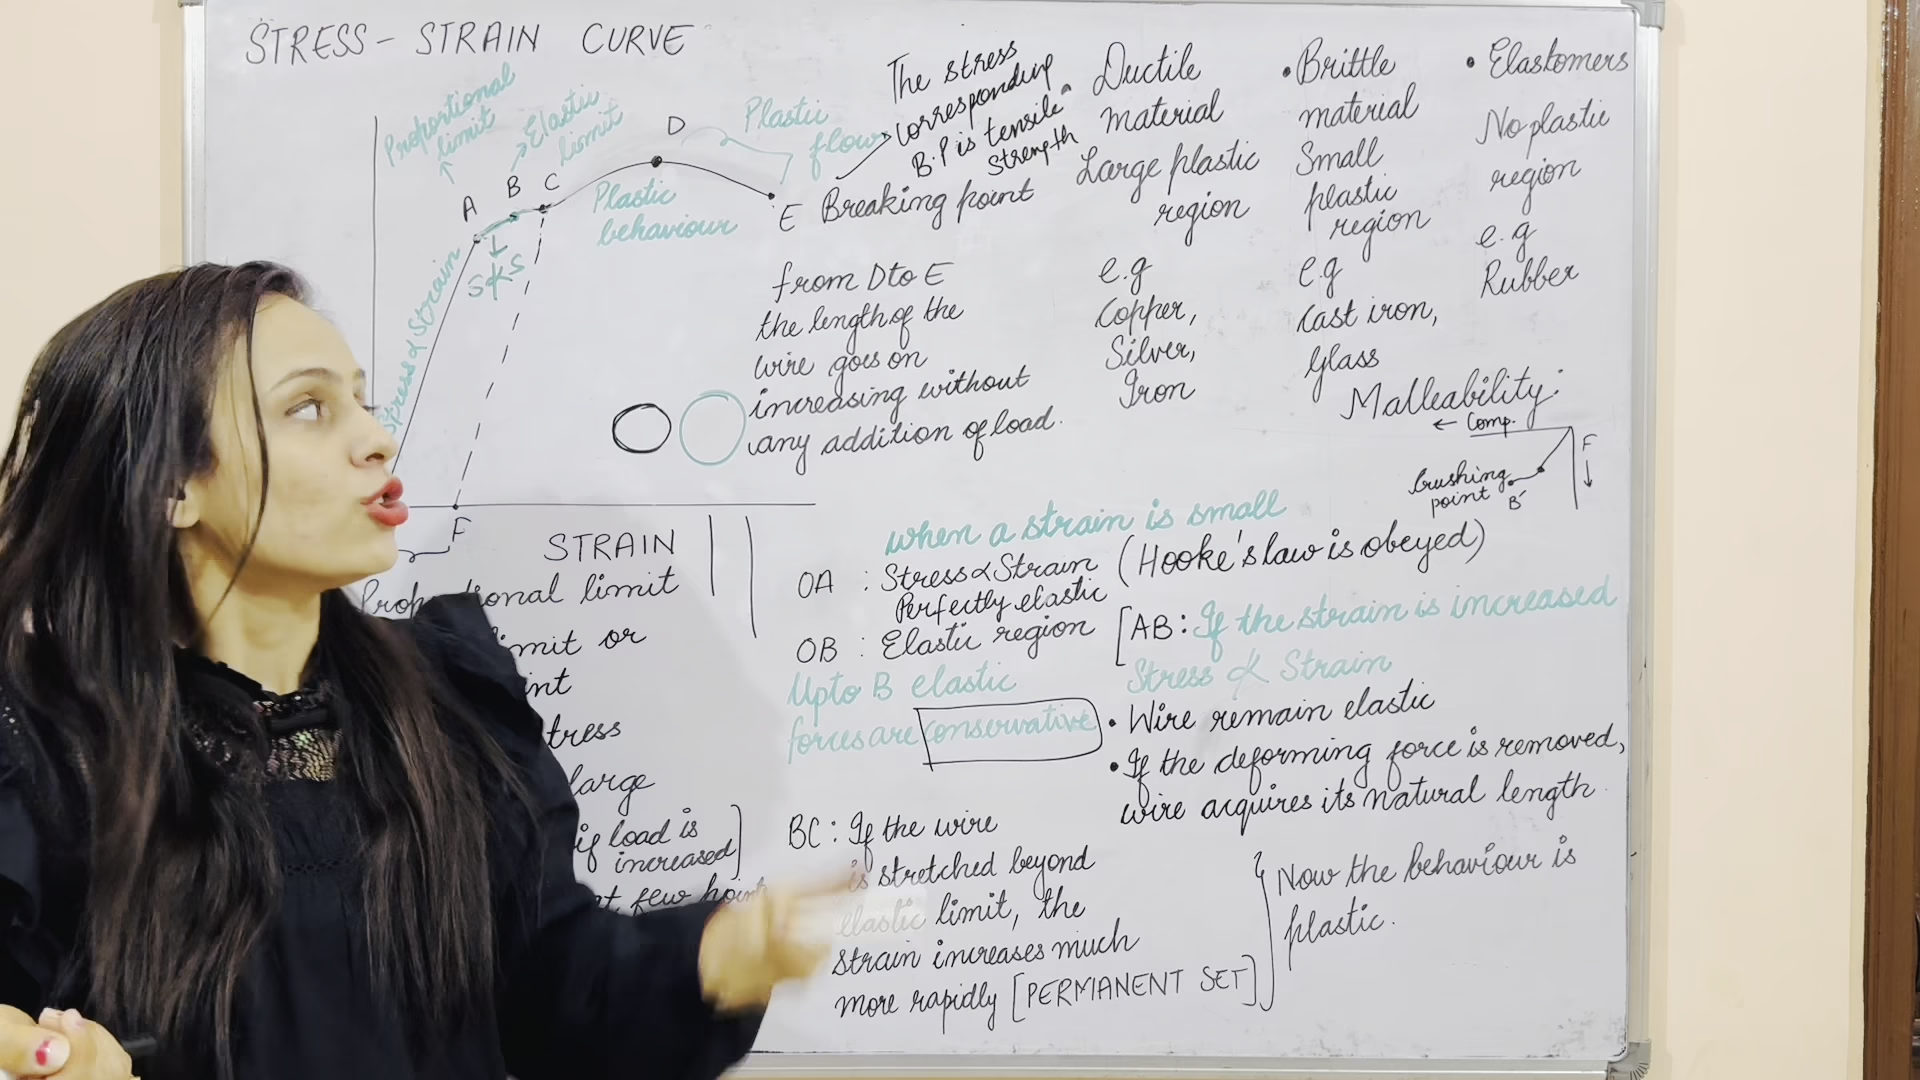 STRESS - STRAIN CURVE
Proportional
limit
Elastic
limit
A
B
C
D
E
Plastic
flow
The stress
corresponding
B.P is tensile
strength
Breaking point
Plastic
behaviour
Stress ∝ Strain
F
STRAIN
from D to E
the length of the
wire goes on
increasing without
any addition of load.
• Ductile
material
Large plastic
region
e.g
Copper,
Silver,
Iron
• Brittle
material
Small
plastic
region
e.g
Cast iron,
Glass
• Elastomers
No plastic
region
e.g
Rubber
Malleability:
← Comp.
F
Crushing
point
B'
Proportional limit
mit or
int
tress
large
if load is
increased]
few point
when a strain is small
OA : Stress ∝ Strain (Hooke's law is obeyed)
Perfectly elastic
OB : Elastic region
Upto B elastic
forces are conservative
[AB: If the strain is increased
Stress ∝̸ Strain
• Wire remain elastic
• If the deforming force is removed,
wire acquires its natural length.
BC: If the wire
is stretched beyond
elastic limit, the
strain increases much
more rapidly [PERMANENT SET]
Now the behaviour is
plastic.